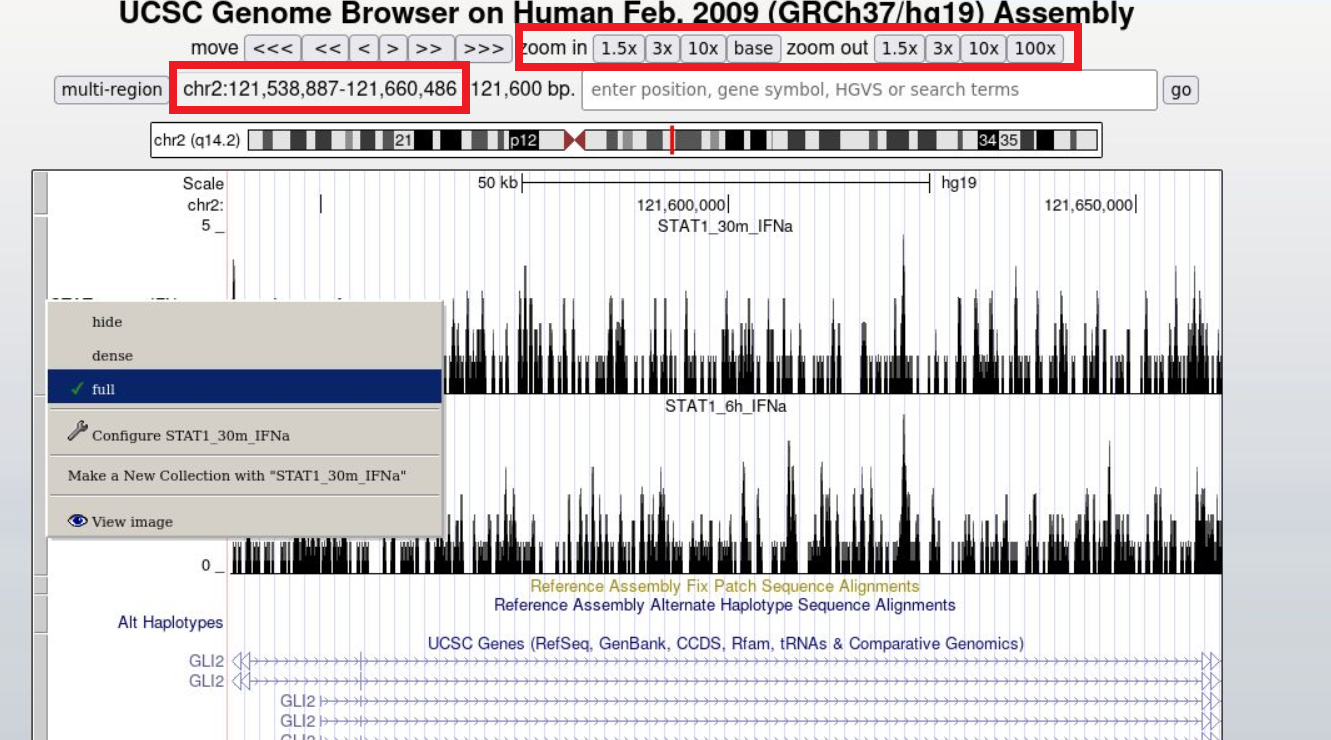 UCSC Genome Browser on Human Feb. 2009 (GRCh37/hg19) Assembly
move <<< << < > >> >>> zoom in 1.5x 3x 10x base zoom out 1.5x 3x 10x 100x
multi-region chr2:121,538,887-121,660,486 121,600 bp. enter position, gene symbol, HGVS or search terms go
chr2 (q14.2) 21 p12 34 35
Scale 50 kb hg19
chr2: 121,600,000 121,650,000
5 _ STAT1_30m_IFNa
hide
dense
full
STAT1_6h_IFNa
Configure STAT1_30m_IFNa
Make a New Collection with "STAT1_30m_IFNa"
View image
0 _
Reference Assembly Fix Patch Sequence Alignments
Reference Assembly Alternate Haplotype Sequence Alignments
Alt Haplotypes
UCSC Genes (RefSeq, GenBank, CCDS, Rfam, tRNAs & Comparative Genomics)
GLI2
GLI2
GLI2
GLI2